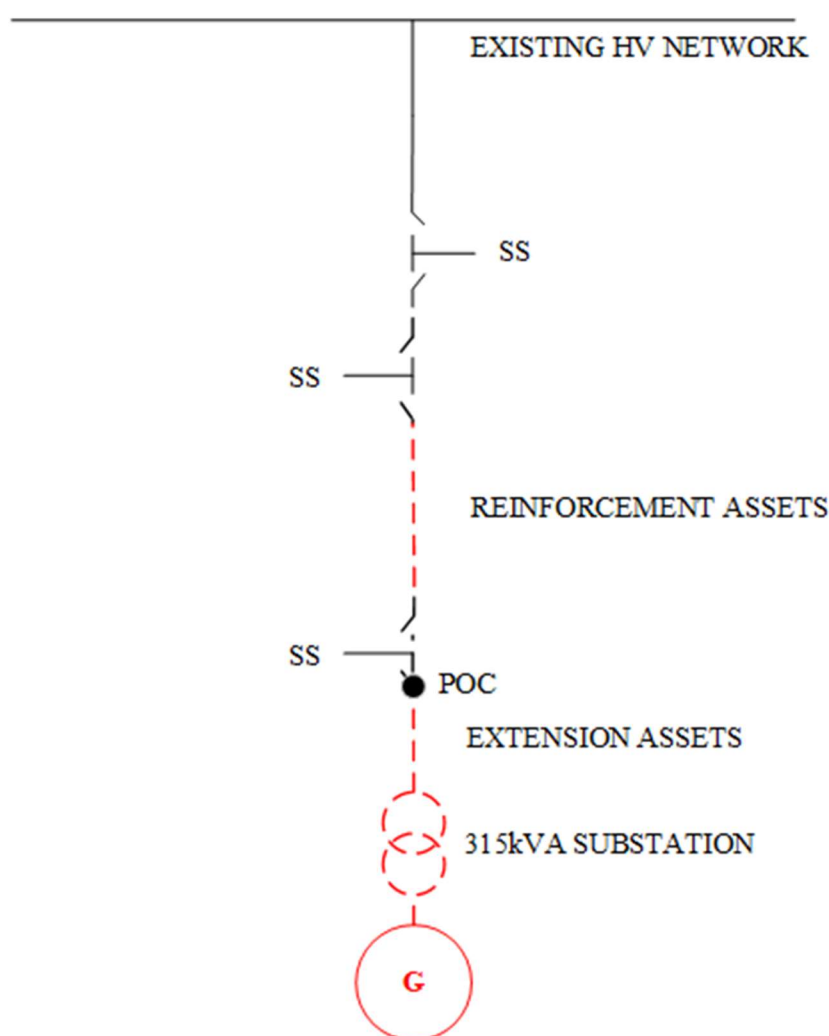 EXISTING HV NETWORK
SS
SS
REINFORCEMENT ASSETS
SS
POC
EXTENSION ASSETS
315kVA SUBSTATION
G